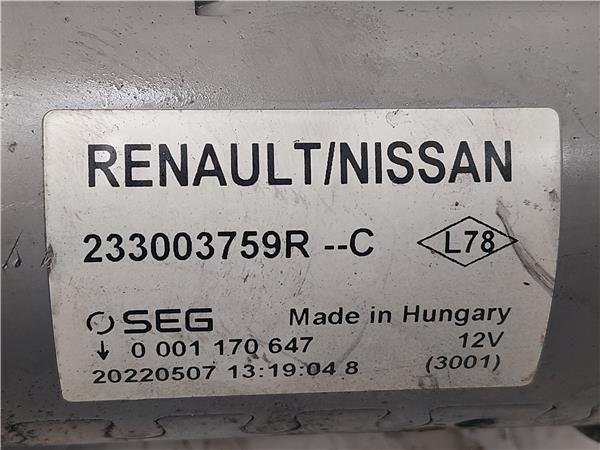 RENAULT/NISSAN
233003759R --C L78
SEG Made in Hungary
0 001 170 647 12V
20220507 13:19:04 8 (3001)